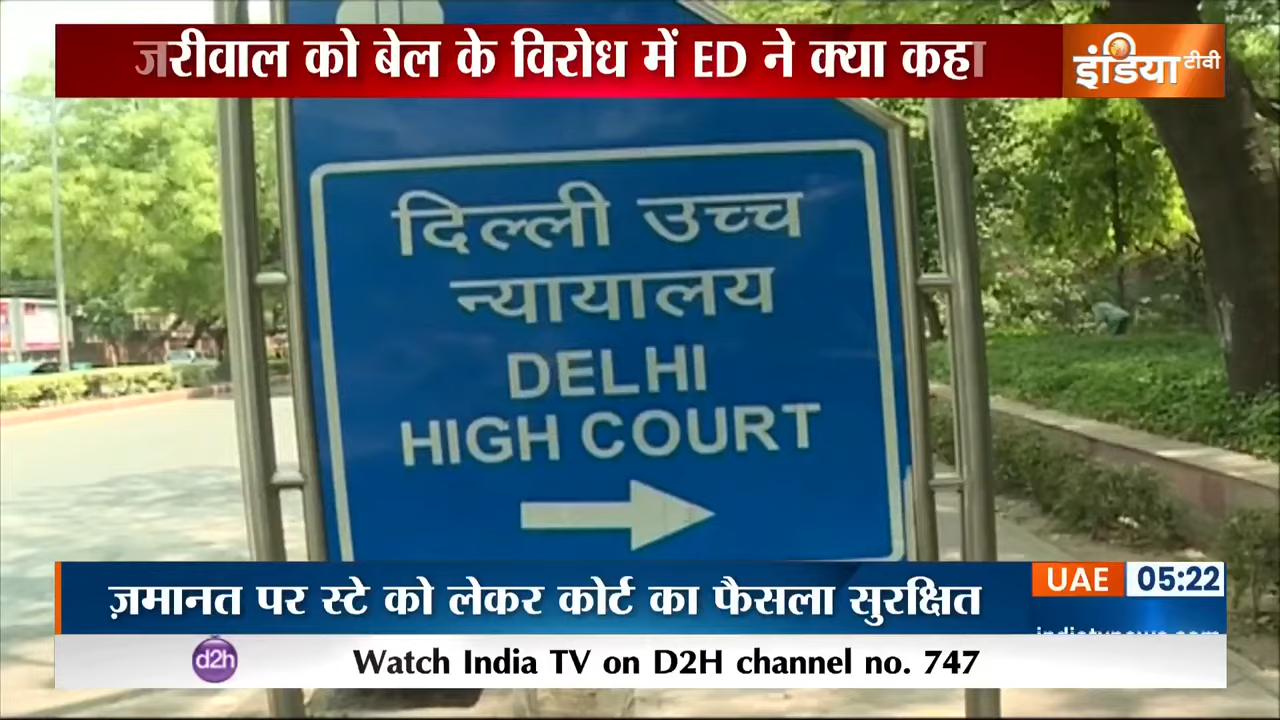 जरीवाल को बेल के विरोध में ED ने क्या कहा
इंडिया टीवी
दिल्ली उच्च
न्यायालय
DELHI
HIGH COURT
ज़मानत पर स्टे को लेकर कोर्ट का फैसला सुरक्षित
UAE 05:22
d2h
Watch India TV on D2H channel no. 747